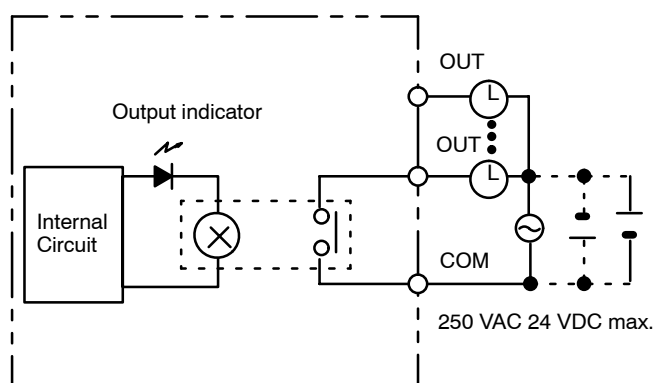 OUT
L
Output indicator
OUT
L
Internal
Circuit
COM
250 VAC 24 VDC max.